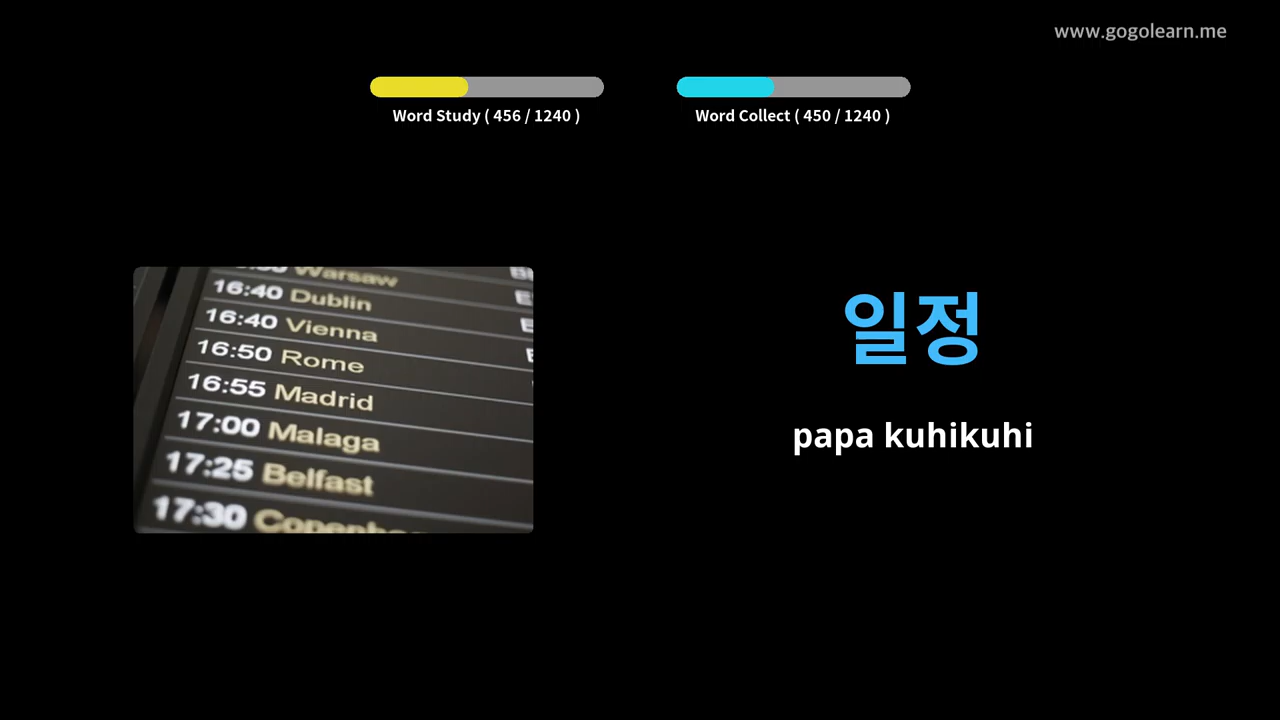 www.gogolearn.me
Word Study ( 456 / 1240 )
Word Collect ( 450 / 1240 )
Warsaw
16:40 Dublin
16:40 Vienna
16:50 Rome
16:55 Madrid
17:00 Malaga
17:25 Belfast
17:30
일정
papa kuhikuhi